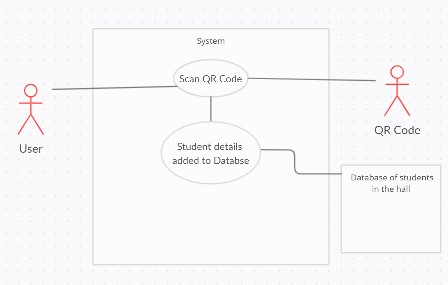 System
Scan QR Code
User
QR Code
Student details
added to Databse
Database of students
in the hall